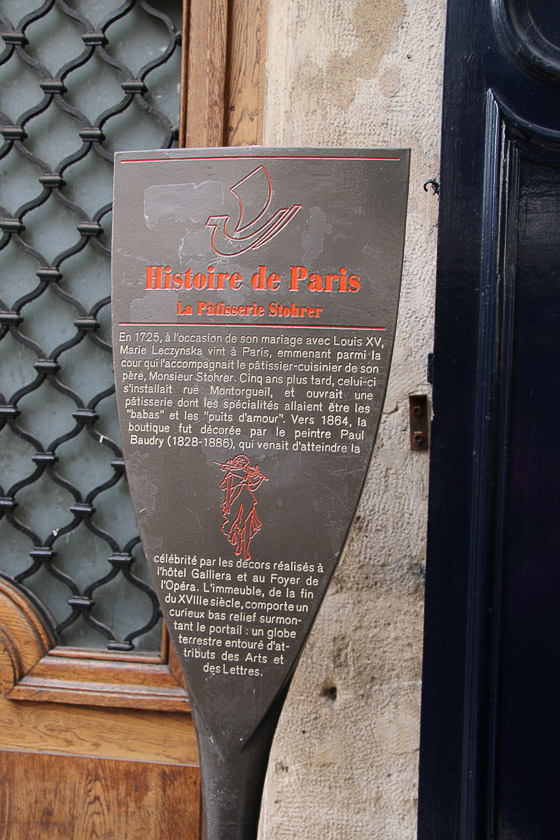 Histoire de Paris
La Pâtisserie Stohrer
En 1725, à l'occasion de son mariage avec Louis XV,
Marie Leczynska vint à Paris, emmenant parmi la
cour qui l'accompagnait le pâtissier-cuisinier de son
père, Monsieur Stohrer. Cinq ans plus tard, celui-ci
s'installait rue Montorgueil, et ouvrait une
pâtisserie dont les spécialités allaient être les
"babas" et les "puits d'amour". Vers 1864, la
boutique fut décorée par le peintre Paul
Baudry (1828-1886), qui venait d'atteindre la
célébrité par les décors réalisés à
l'hôtel Galliera et au Foyer de
l'Opéra. L'immeuble, de la fin
du XVIIIe siècle, comporte un
curieux bas relief surmon-
tant le portail : un globe
terrestre entouré d'at-
tributs des Arts et
des Lettres.